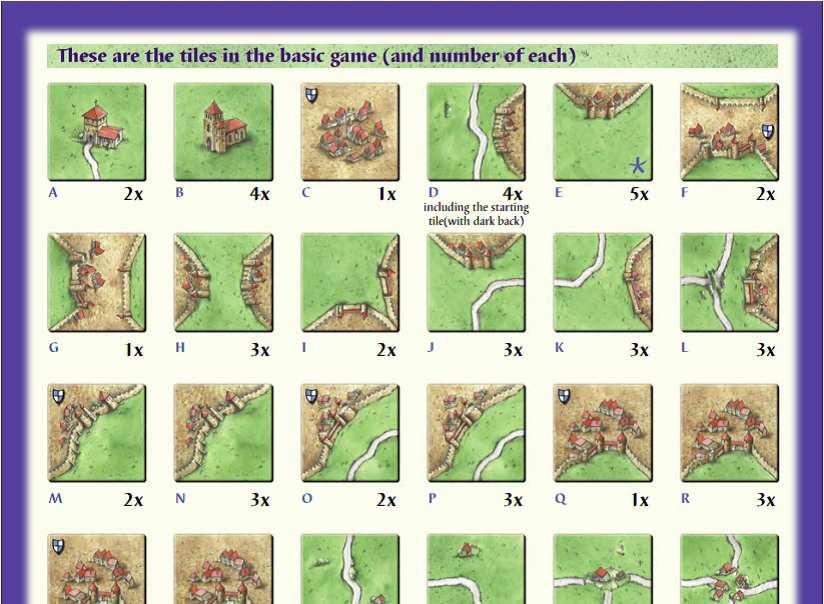 These are the tiles in the basic game (and number of each)
A 2x B 4x C 1x D 4x E 5x F 2x
including the starting
tile(with dark back)
G 1x H 3x I 2x J 3x K 3x L 3x
M 2x N 3x O 2x P 3x Q 1x R 3x